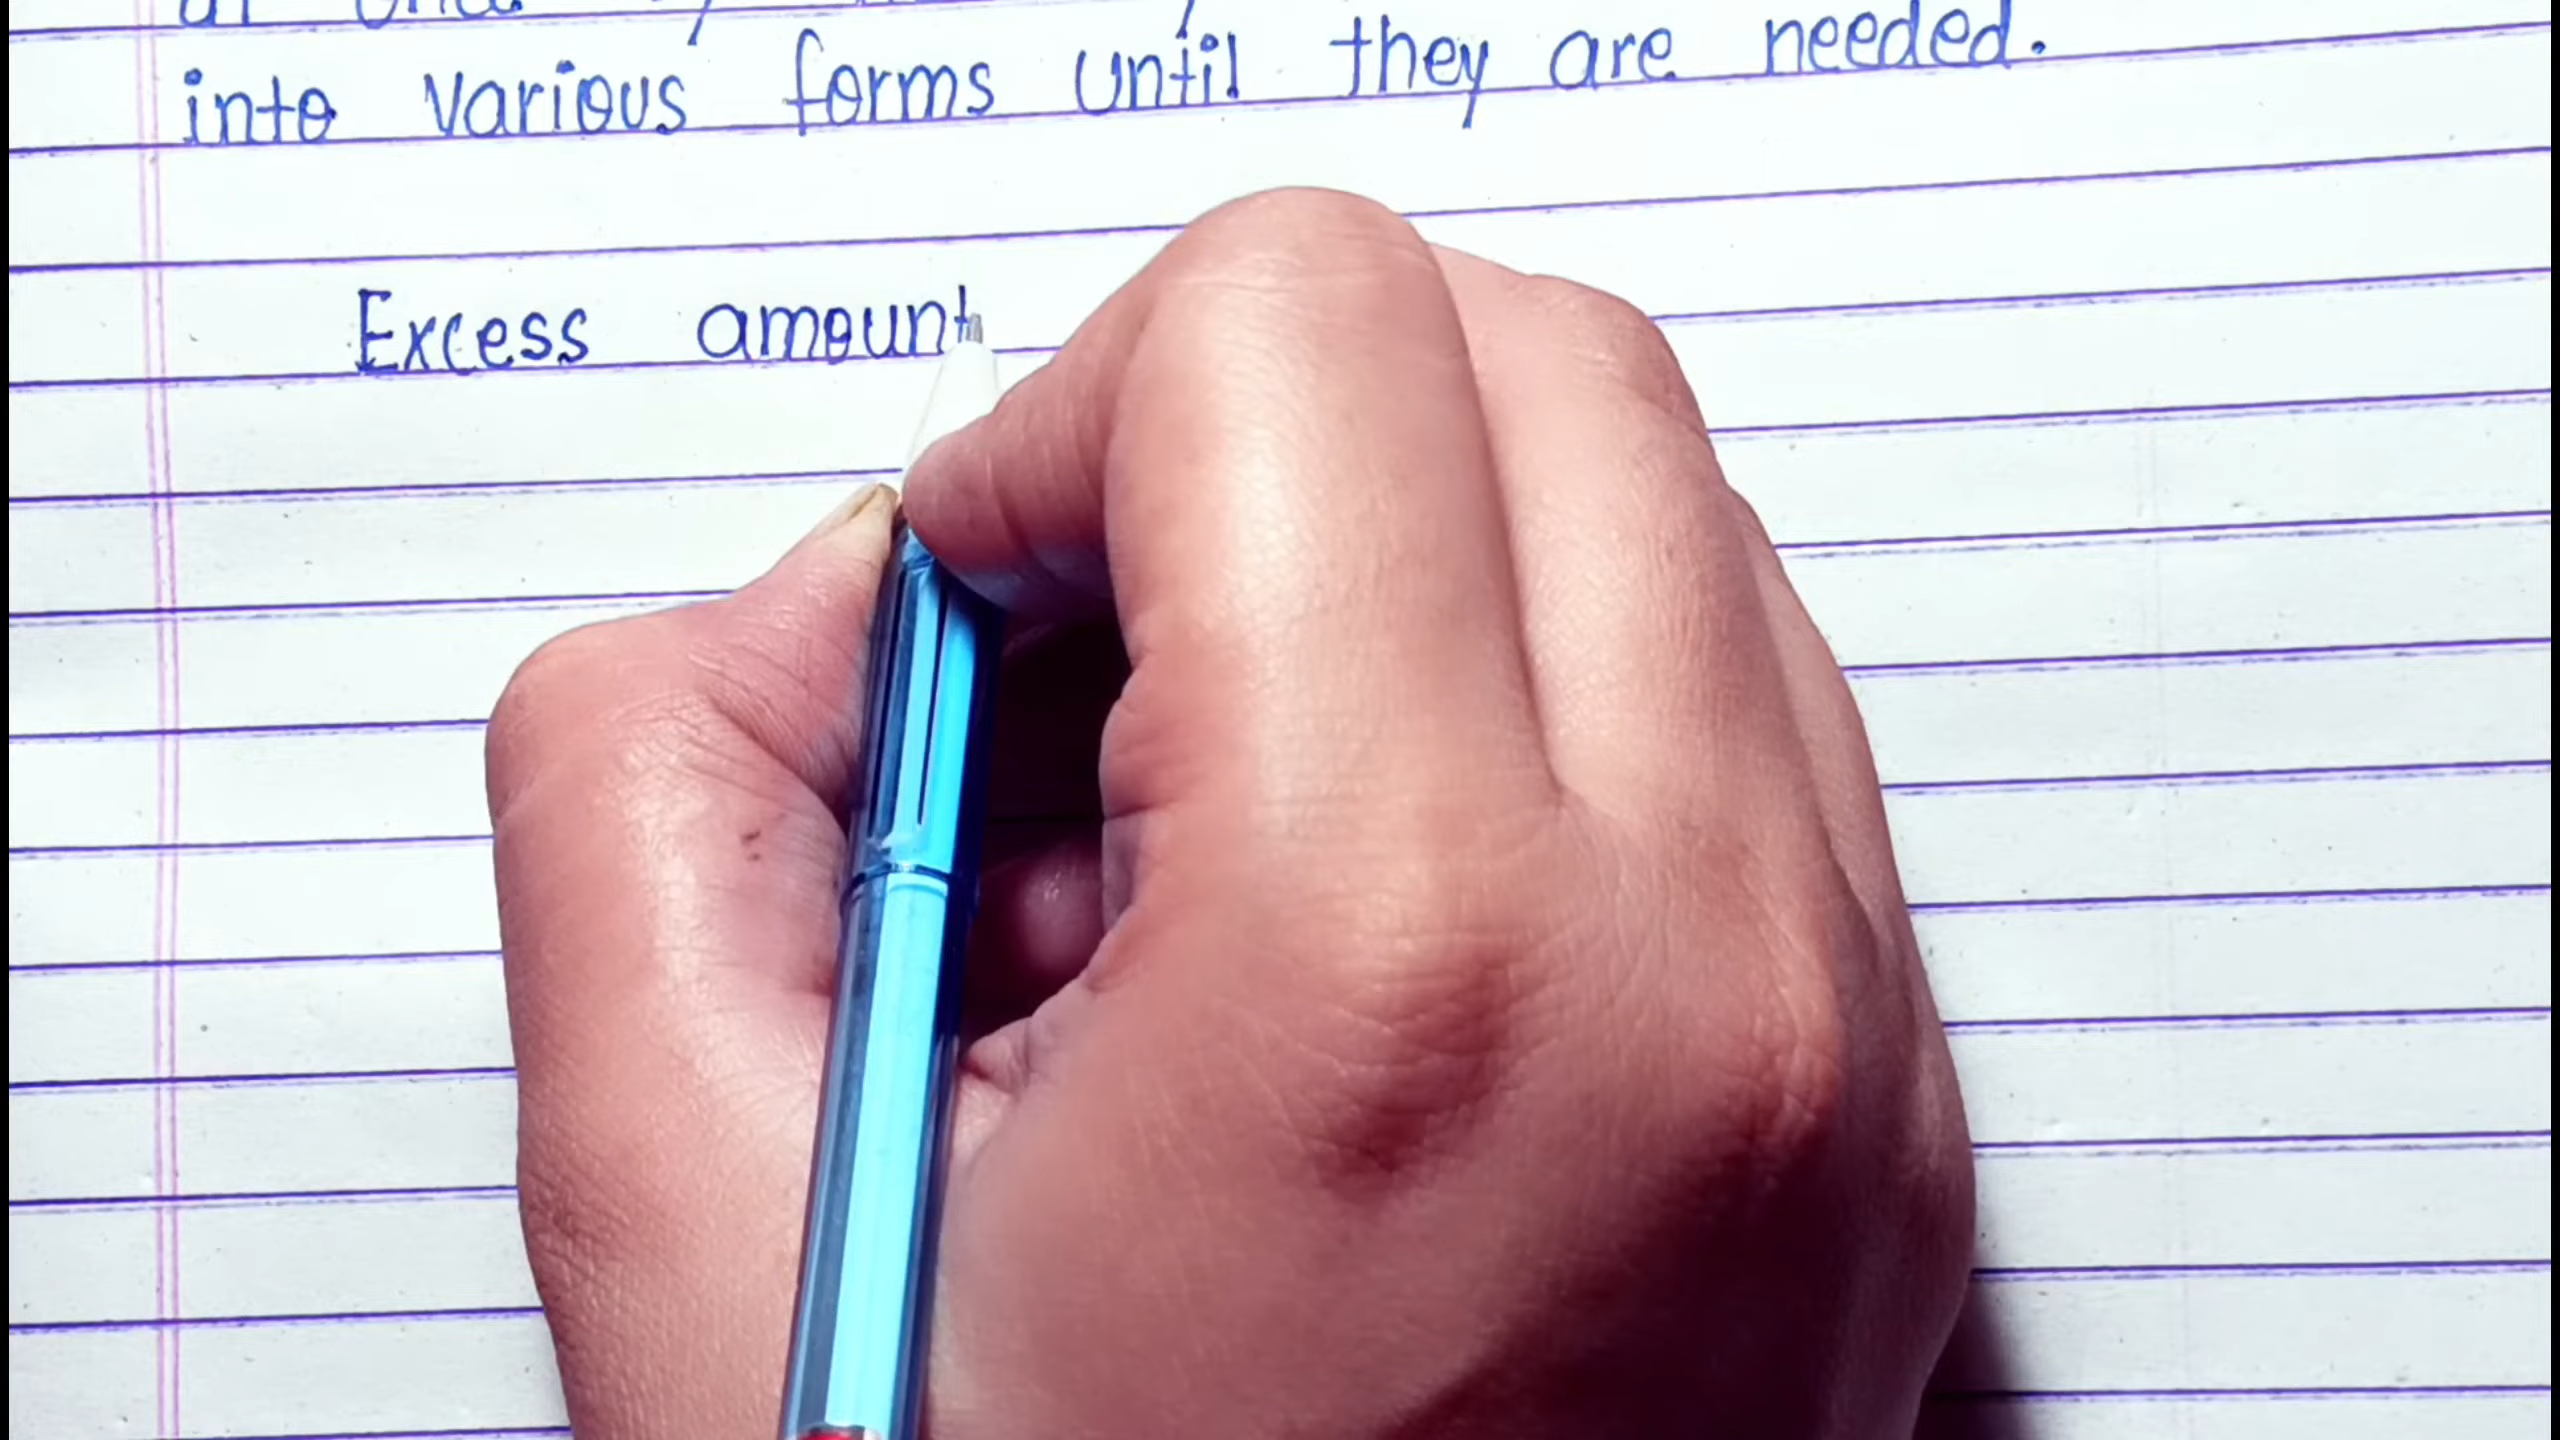 into various forms until they are needed.
Excess amount